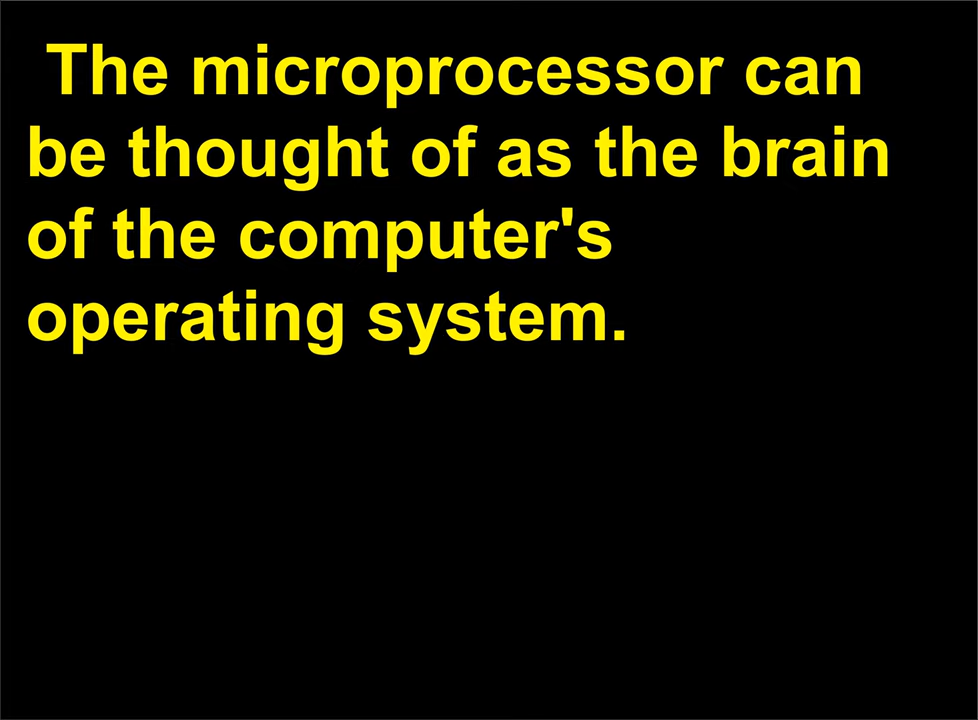 The microprocessor can
be thought of as the brain
of the computer's
operating system.